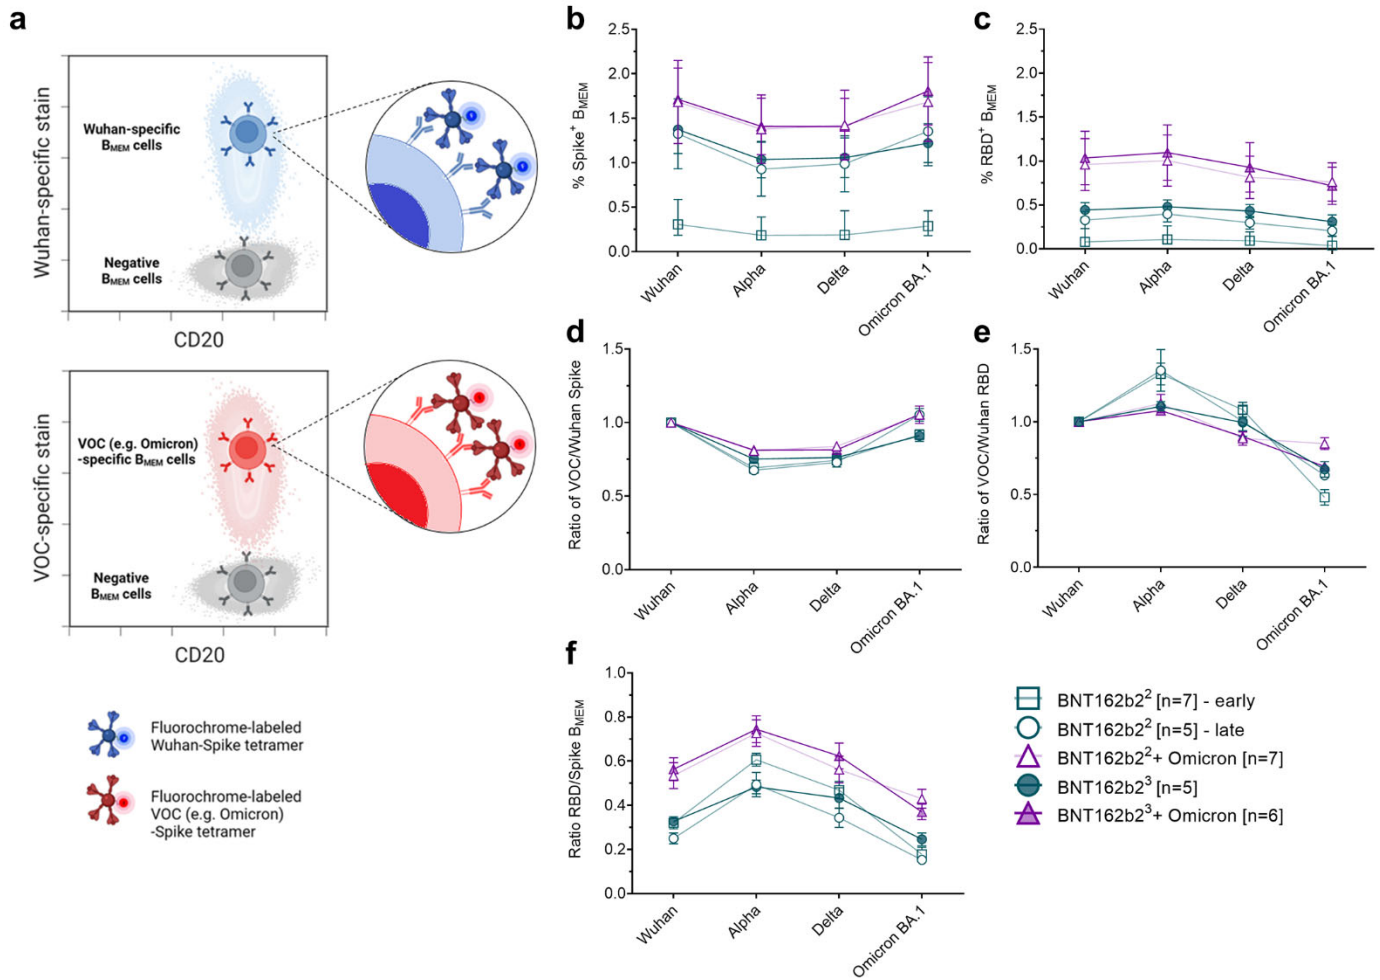 a
Wuhan-specific stain
Wuhan-specific
BMEM cells
Negative
BMEM cells
CD20
VOC-specific stain
VOC (e.g. Omicron)
-specific BMEM cells
Negative
BMEM cells
CD20
Fluorochrome-labeled
Wuhan-Spike tetramer
Fluorochrome-labeled
VOC (e.g. Omicron)
-Spike tetramer
b
% Spike+ BMEM
2.5
2.0
1.5
1.0
0.5
0.0
Wuhan
Alpha
Delta
Omicron BA.1
c
% RBD+ BMEM
2.5
2.0
1.5
1.0
0.5
0.0
Wuhan
Alpha
Delta
Omicron BA.1
d
Ratio of VOC/Wuhan Spike
1.5
1.0
0.5
0.0
Wuhan
Alpha
Delta
Omicron BA.1
e
Ratio of VOC/Wuhan RBD
1.5
1.0
0.5
0.0
Wuhan
Alpha
Delta
Omicron BA.1
f
Ratio RBD/Spike BMEM
1.0
0.8
0.6
0.4
0.2
0.0
Wuhan
Alpha
Delta
Omicron BA.1
BNT162b2² [n=7] - early
BNT162b2² [n=5] - late
BNT162b2²+ Omicron [n=7]
BNT162b2³ [n=5]
BNT162b2³+ Omicron [n=6]